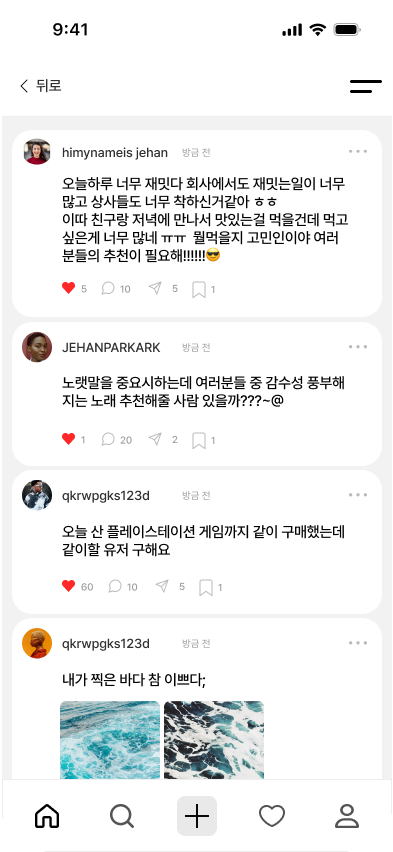 9:41
뒤로
himynameis jehan 방금 전
오늘하루 너무 재밋다 회사에서도 재밋는일이 너무
많고 상사들도 너무 착하신거같아 ㅎㅎ
이따 친구랑 저녁에 만나서 맛있는걸 먹을건데 먹고
싶은게 너무 많네 ㅠㅠ 뭘먹을지 고민인이야 여러
분들의 추천이 필요해!!!!!!😎
5 10 5 1
JEHANPARKARK 방금 전
노랫말을 중요시하는데 여러분들 중 감수성 풍부해
지는 노래 추천해줄 사람 있을까???~@
1 20 2 1
qkrwpgks123d 방금 전
오늘 산 플레이스테이션 게임까지 같이 구매했는데
같이할 유저 구해요
60 10 5 1
qkrwpgks123d 방금 전
내가 찍은 바다 참 이쁘다;